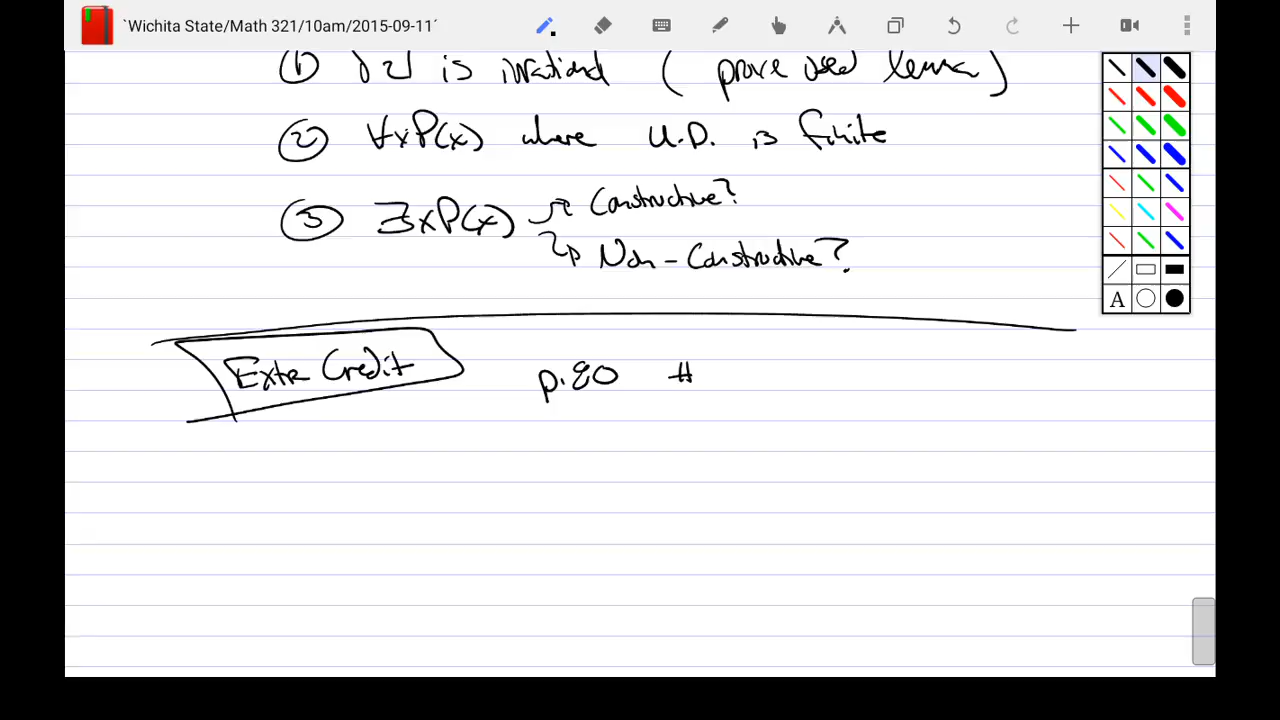 `Wichita State/Math 321/10am/2015-09-11´
① √2 is irrational (prove used lemma)
② ∀xP(x) where U.D. is finite
③ ∃xP(x) → Constructive?
→ Non-Constructive?
Extra Credit p.80 #
A